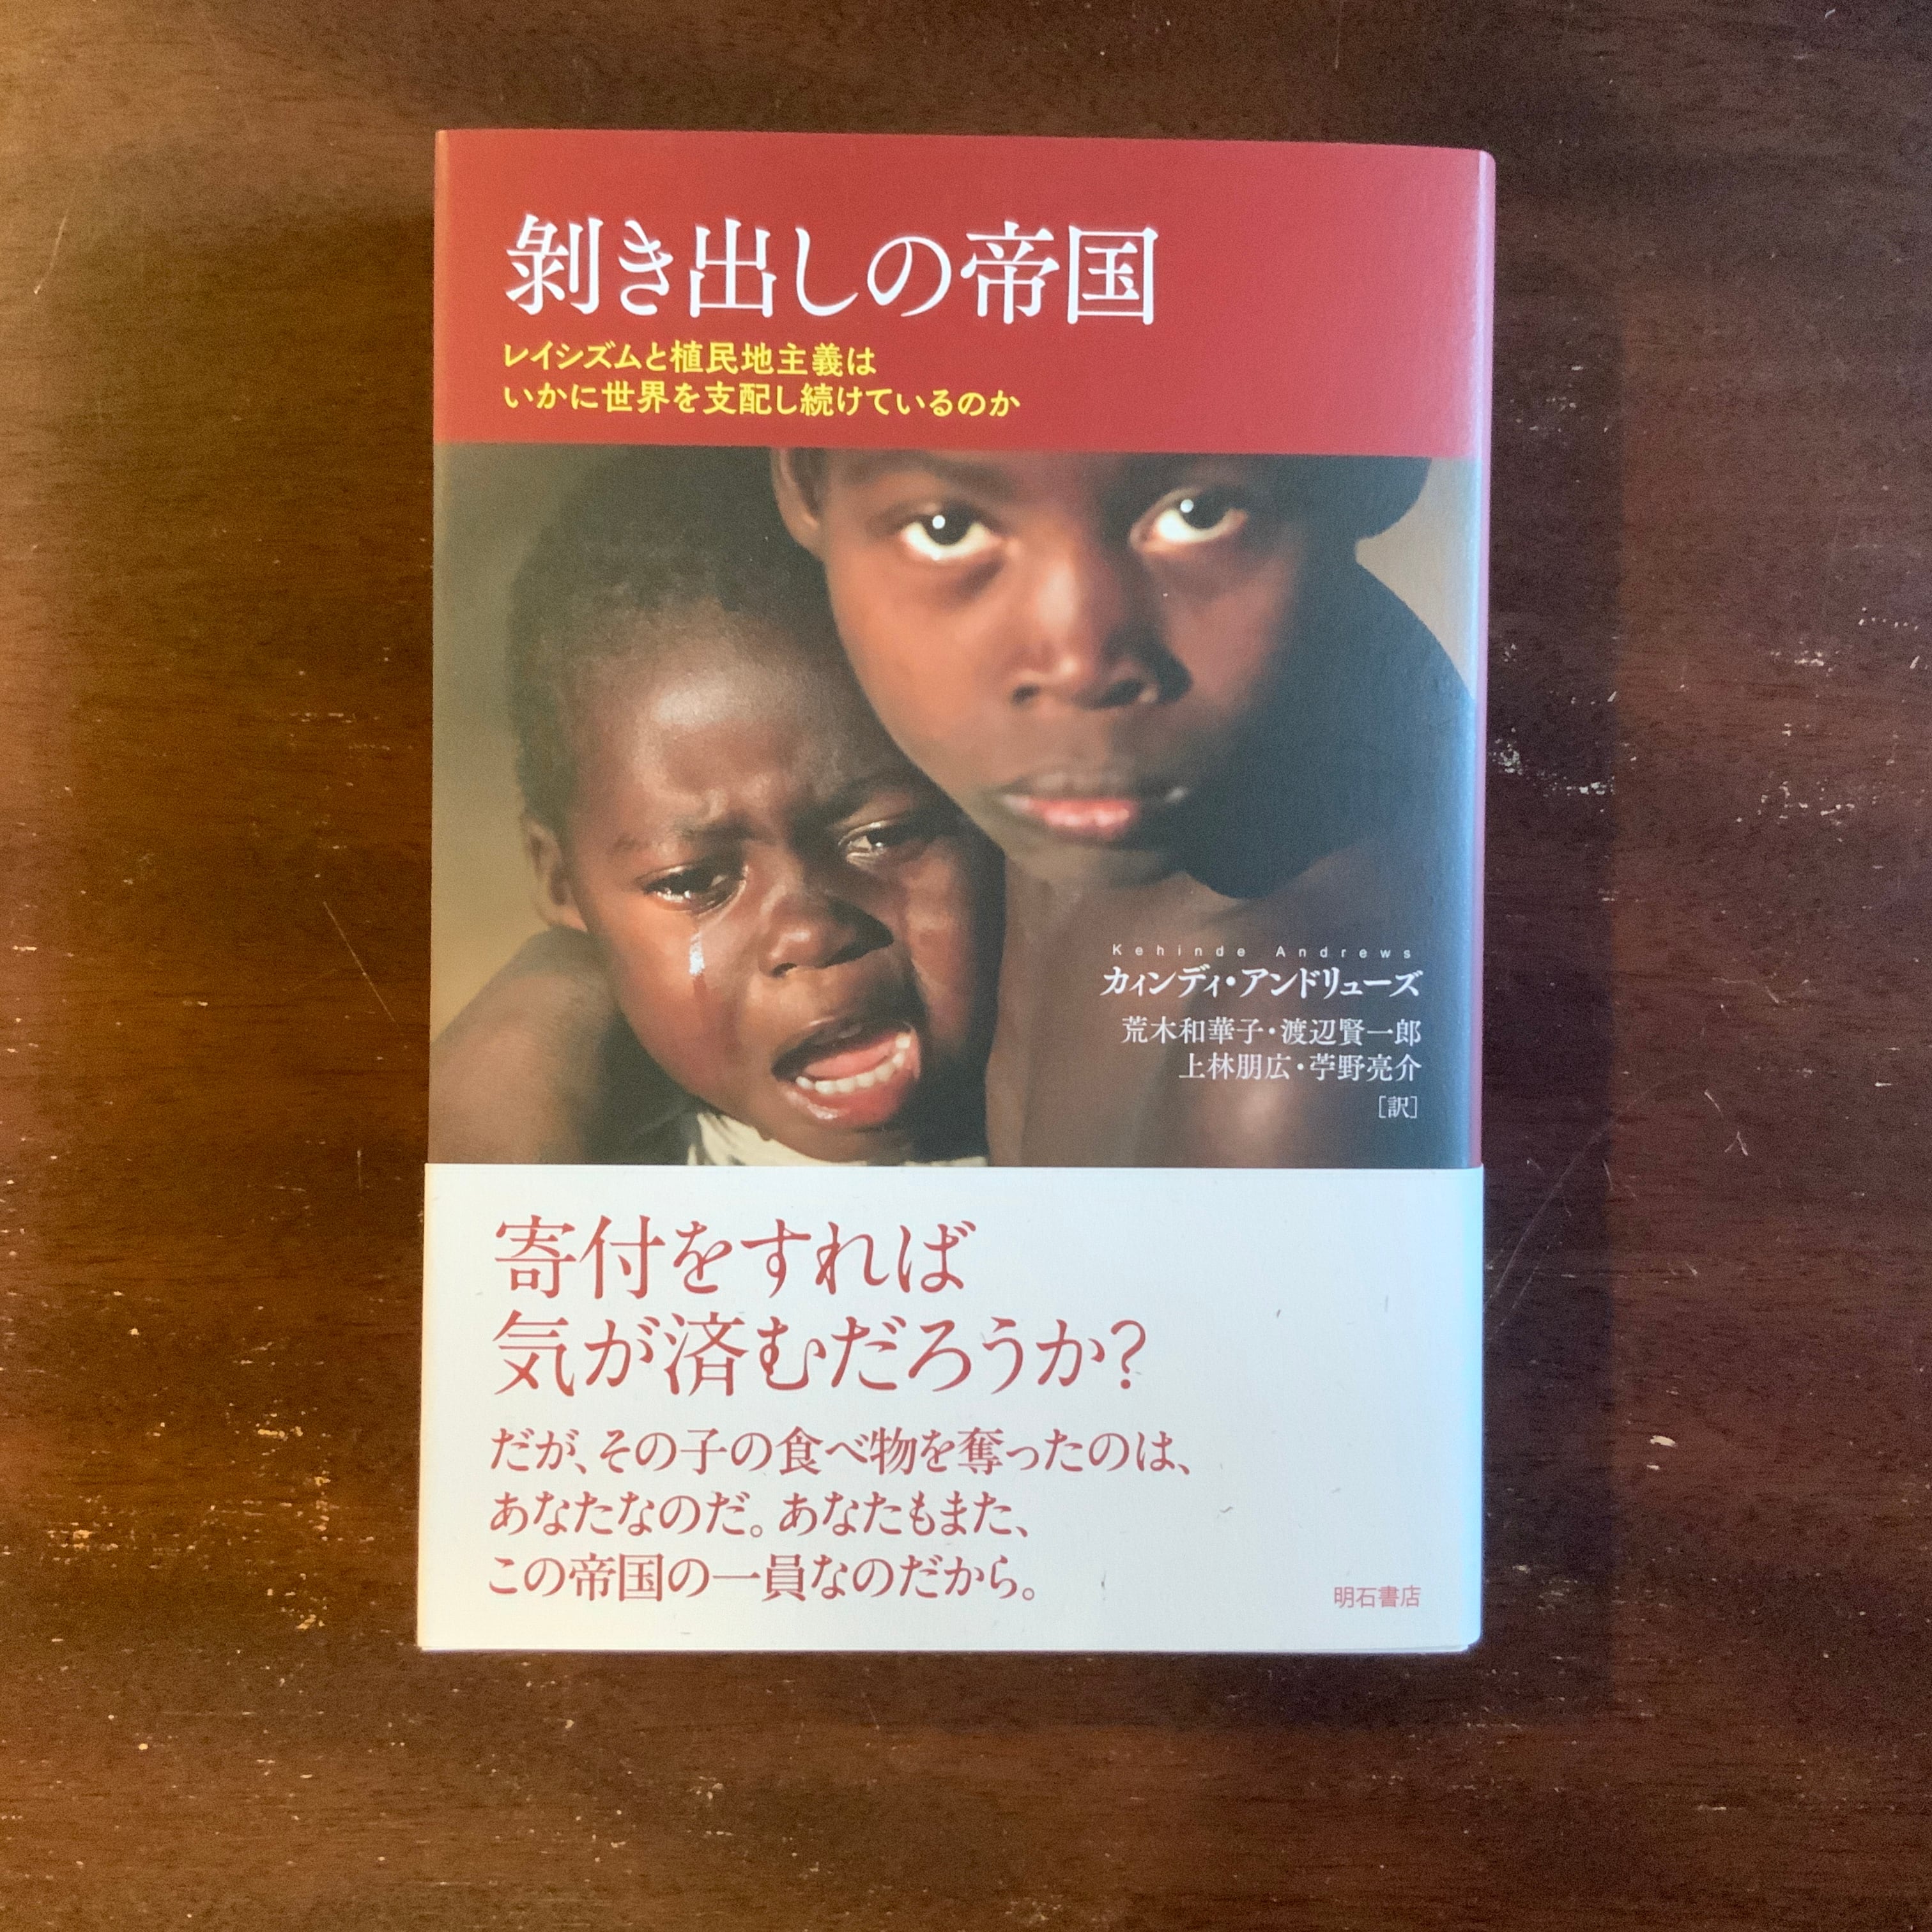 剝き出しの帝国
レイシズムと植民地主義は
いかに世界を支配し続けているのか
Kehinde Andrews
カィンディ・アンドリューズ
荒木和華子・渡辺賢一郎
上林朋広・苧野亮介
［訳］
寄付をすれば
気が済むだろうか?
だが、その子の食べ物を奪ったのは、
あなたなのだ。あなたもまた、
この帝国の一員なのだから。
明石書店